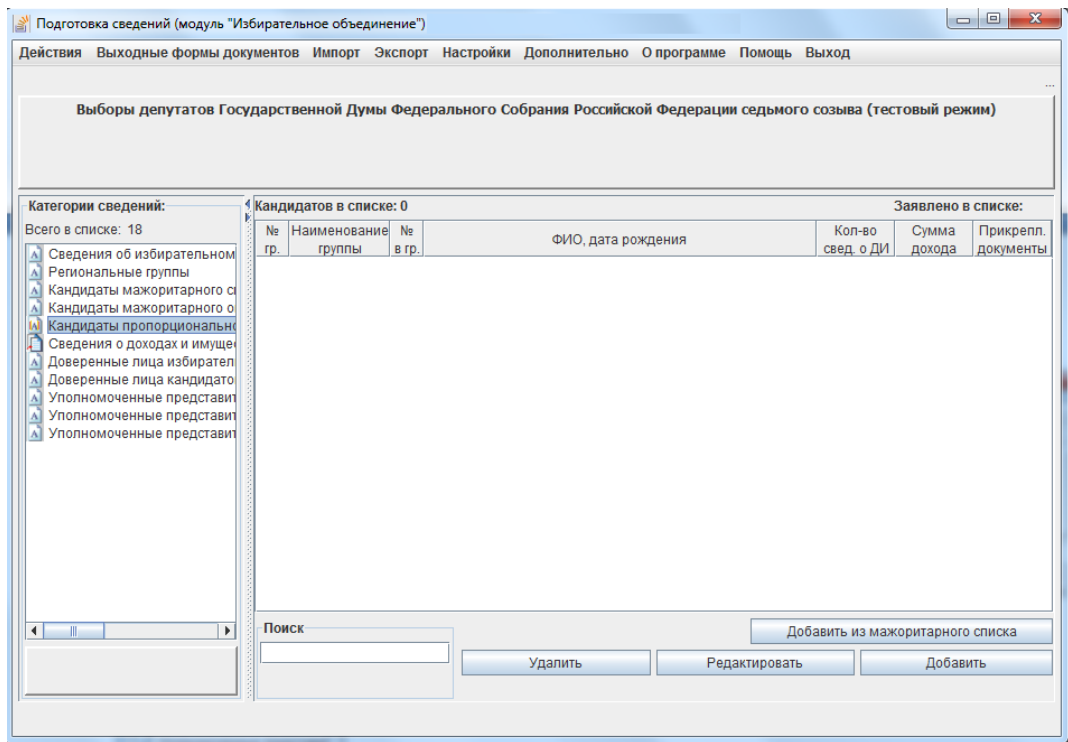 Подготовка сведений (модуль "Избирательное объединение")
Действия Выходные формы документов Импорт Экспорт Настройки Дополнительно О программе Помощь Выход
...
Выборы депутатов Государственной Думы Федерального Собрания Российской Федерации седьмого созыва (тестовый режим)
Категории сведений:
Всего в списке: 18
Сведения об избирательном
Региональные группы
Кандидаты мажоритарного сп
Кандидаты мажоритарного о
Кандидаты пропорционально
Сведения о доходах и имущес
Доверенные лица избирател
Доверенные лица кандидато
Уполномоченные представит
Уполномоченные представит
Уполномоченные представит
Кандидатов в списке: 0 Заявлено в списке:
№ гр. Наименование группы № в гр. ФИО, дата рождения Кол-во свед. о ДИ Сумма дохода Прикрепл. документы
Поиск
Добавить из мажоритарного списка
Удалить Редактировать Добавить